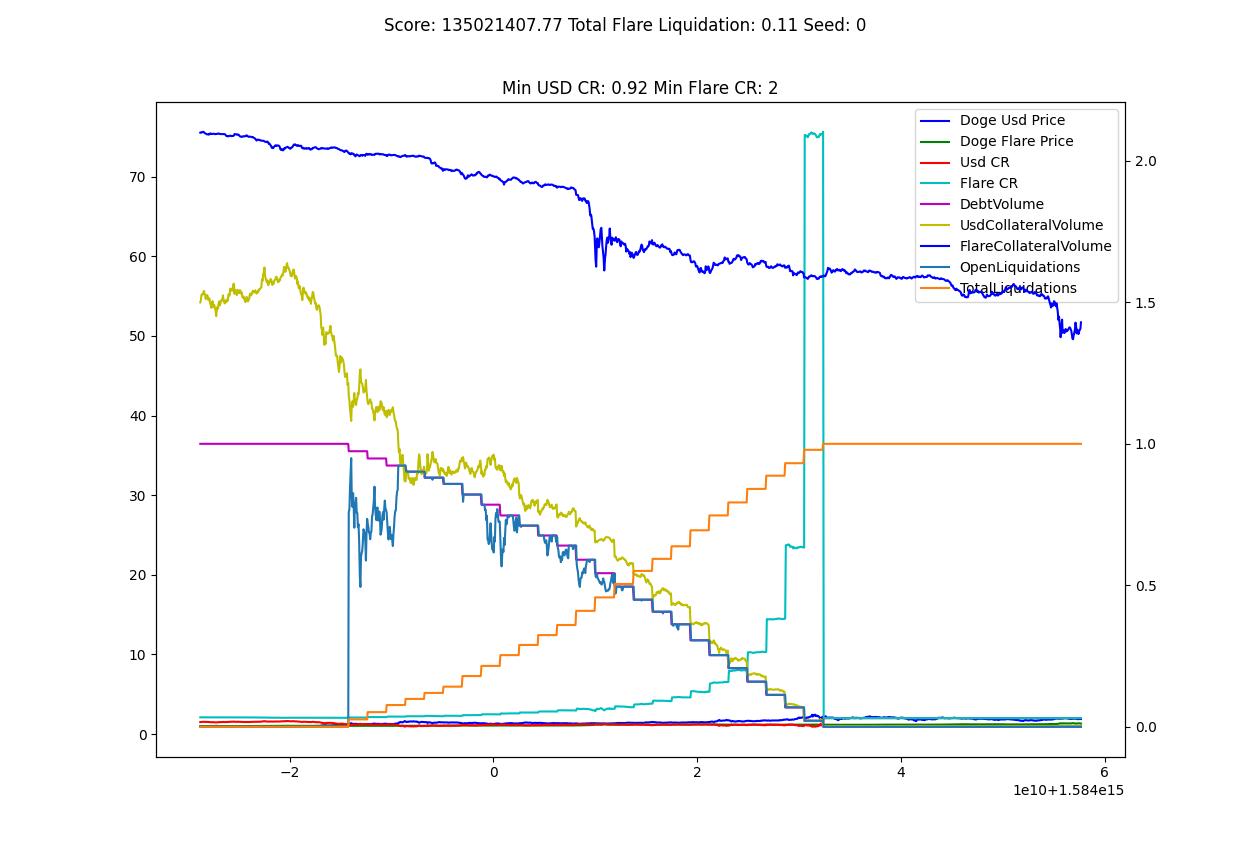 Score: 135021407.77 Total Flare Liquidation: 0.11 Seed: 0
Min USD CR: 0.92 Min Flare CR: 2
Doge Usd Price
Doge Flare Price
Usd CR
Flare CR
DebtVolume
UsdCollateralVolume
FlareCollateralVolume
OpenLiquidations
TotalLiquidations
70
60
50
40
30
20
10
0
2.0
1.5
1.0
0.5
0.0
−2
0
2
4
6
1e10+1.584e15